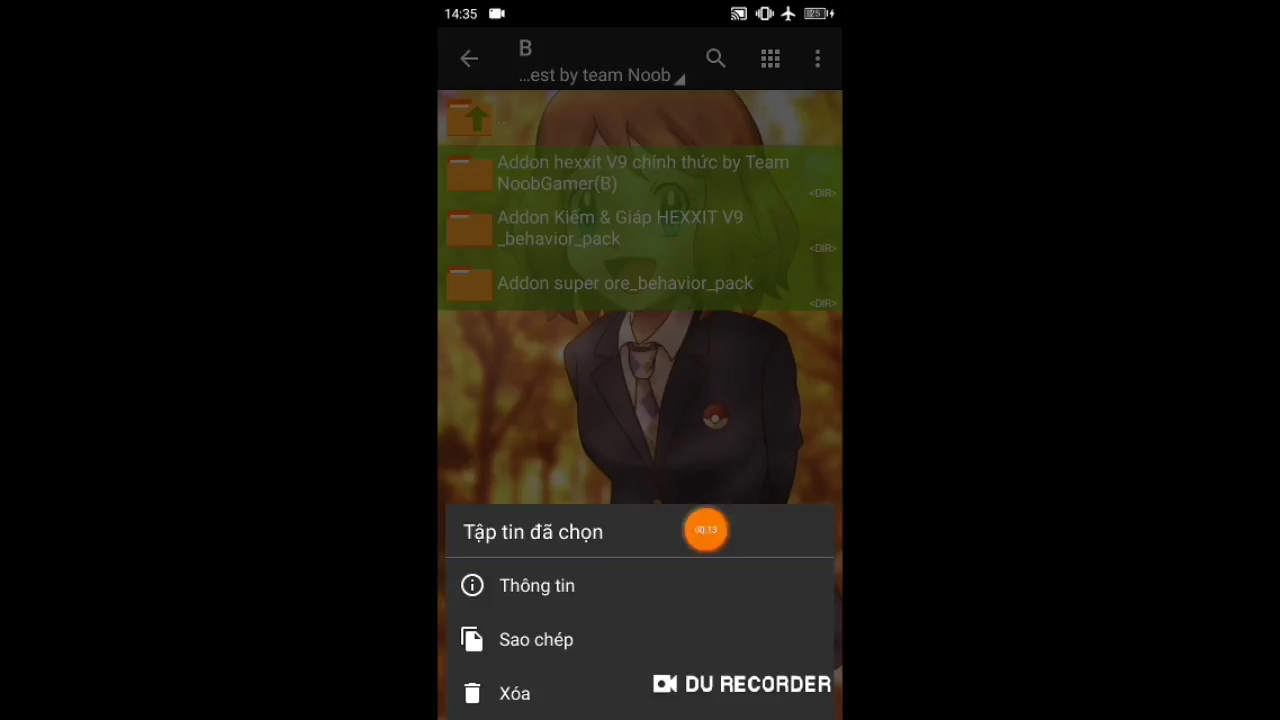 14:35
25
B
...est by team Noob
..
Addon hexxit V9 chính thức by Team
NoobGamer(B)
<DIR>
Addon Kiếm & Giáp HEXXIT V9
_behavior_pack
<DIR>
Addon super ore_behavior_pack
<DIR>
Tập tin đã chọn
Thông tin
Sao chép
Xóa
DU RECORDER